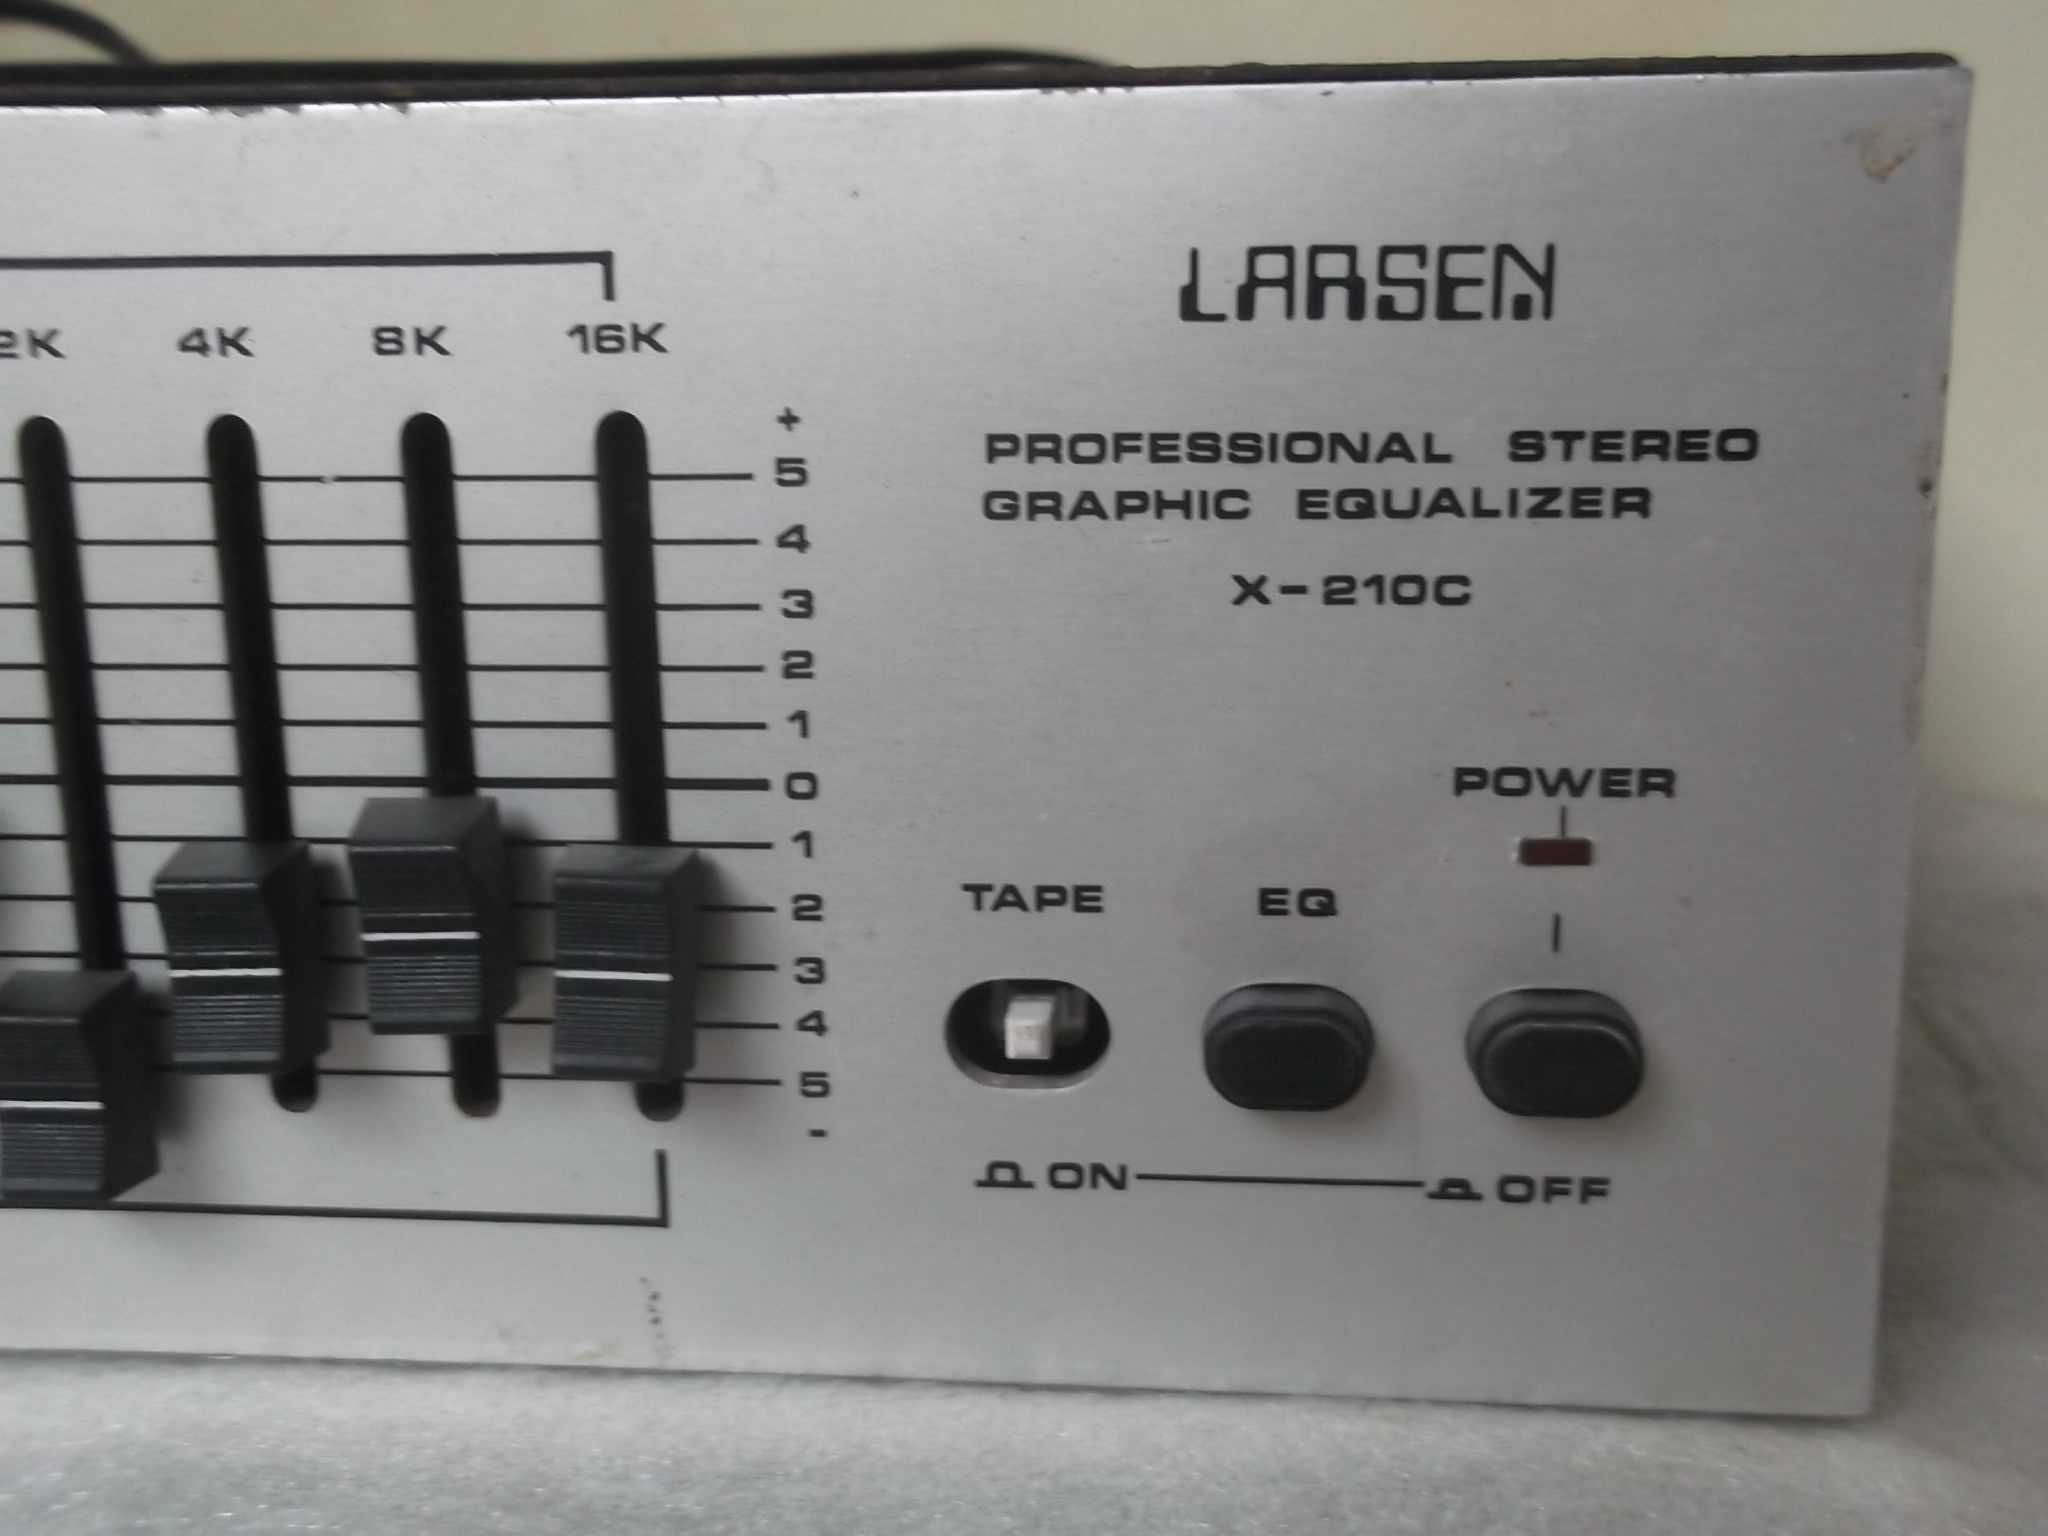 LARSEN
PROFESSIONAL STEREO
GRAPHIC EQUALIZER
X-210C
2K 4K 8K 16K
+
5
4
3
2
1
0
1
2
3
4
5
-
POWER
TAPE EQ
ON OFF